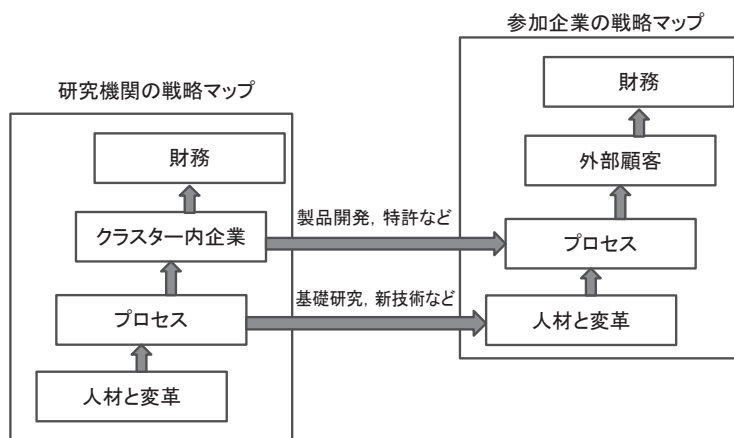 参加企業の戦略マップ
財務
外部顧客
プロセス
人材と変革
研究機関の戦略マップ
財務
クラスター内企業
プロセス
人材と変革
製品開発，特許など
基礎研究，新技術など